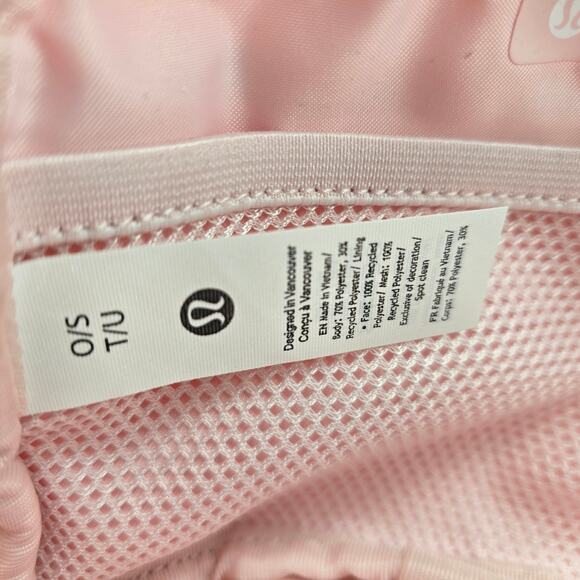 O/S
T/U
Designed in Vancouver
Conçu à Vancouver
EN Made in Vietnam/
Body: 70% Polyester, 30%
Recycled Polyester/ Lining
• Face: 100% Recycled
Polyester/ Mesh: 100%
Recycled Polyester/
Exclusive of decoration/
Spot clean
FR Fabriqué au Vietnam/
Corps: 70% Polyester, 30%